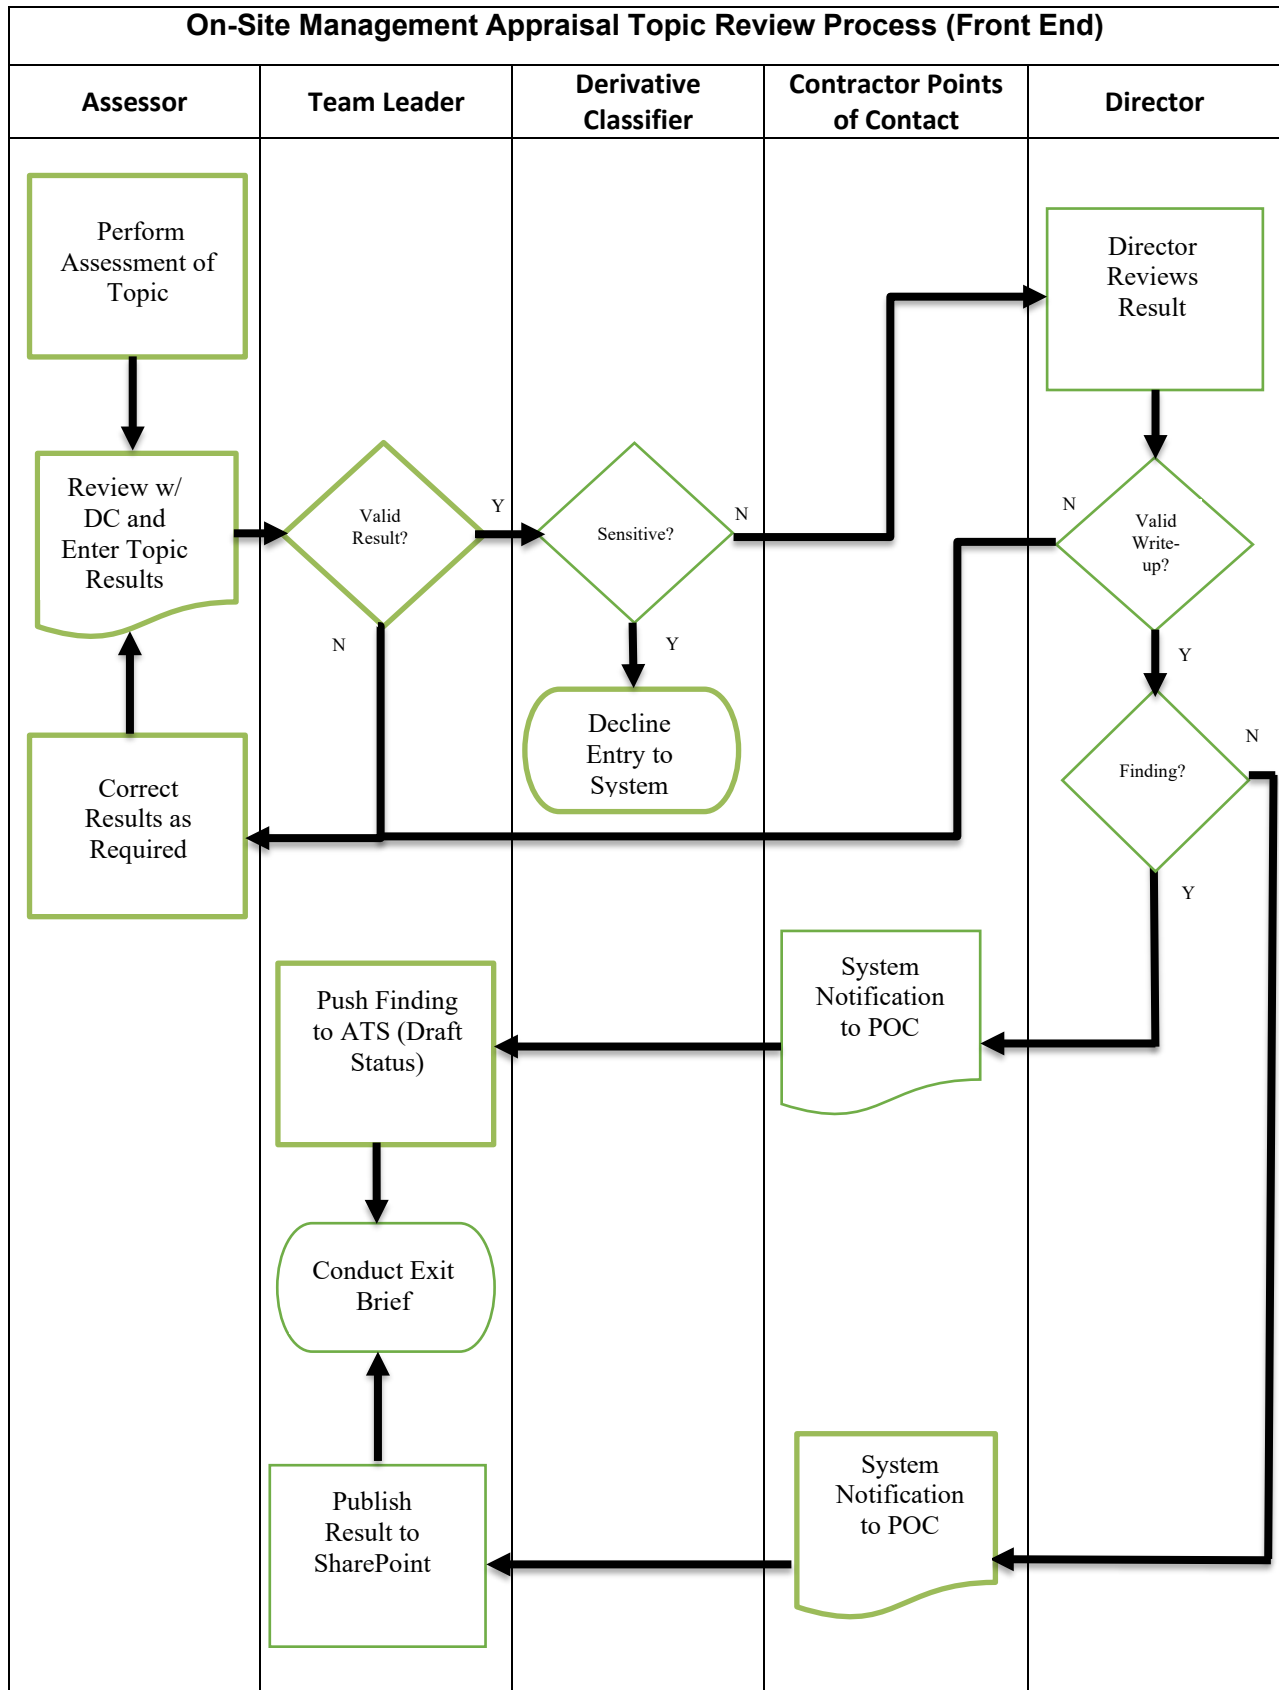 On-Site Management Appraisal Topic Review Process (Front End)
Assessor
Team Leader
Derivative
Classifier
Contractor Points
of Contact
Director
Perform
Assessment of
Topic
Director
Reviews
Result
Review w/
DC and
Enter Topic
Results
Valid
Result?
Y
N
Sensitive?
N
Y
N
Valid
Write-
up?
Y
Decline
Entry to
System
Finding?
N
Y
Correct
Results as
Required
System
Notification
to POC
Push Finding
to ATS (Draft
Status)
Conduct Exit
Brief
System
Notification
to POC
Publish
Result to
SharePoint